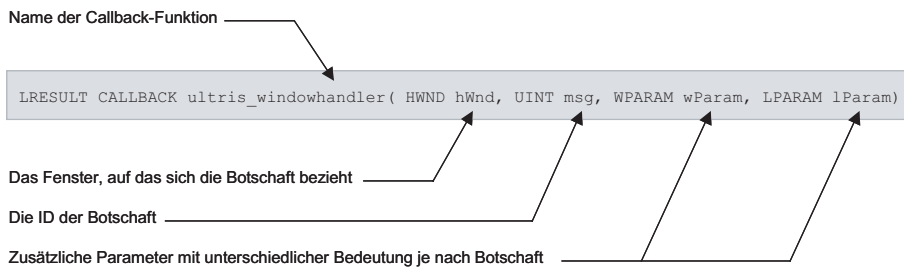 Name der Callback-Funktion
LRESULT CALLBACK ultris_windowhandler( HWND hWnd, UINT msg, WPARAM wParam, LPARAM lParam)
Das Fenster, auf das sich die Botschaft bezieht
Die ID der Botschaft
Zusätzliche Parameter mit unterschiedlicher Bedeutung je nach Botschaft